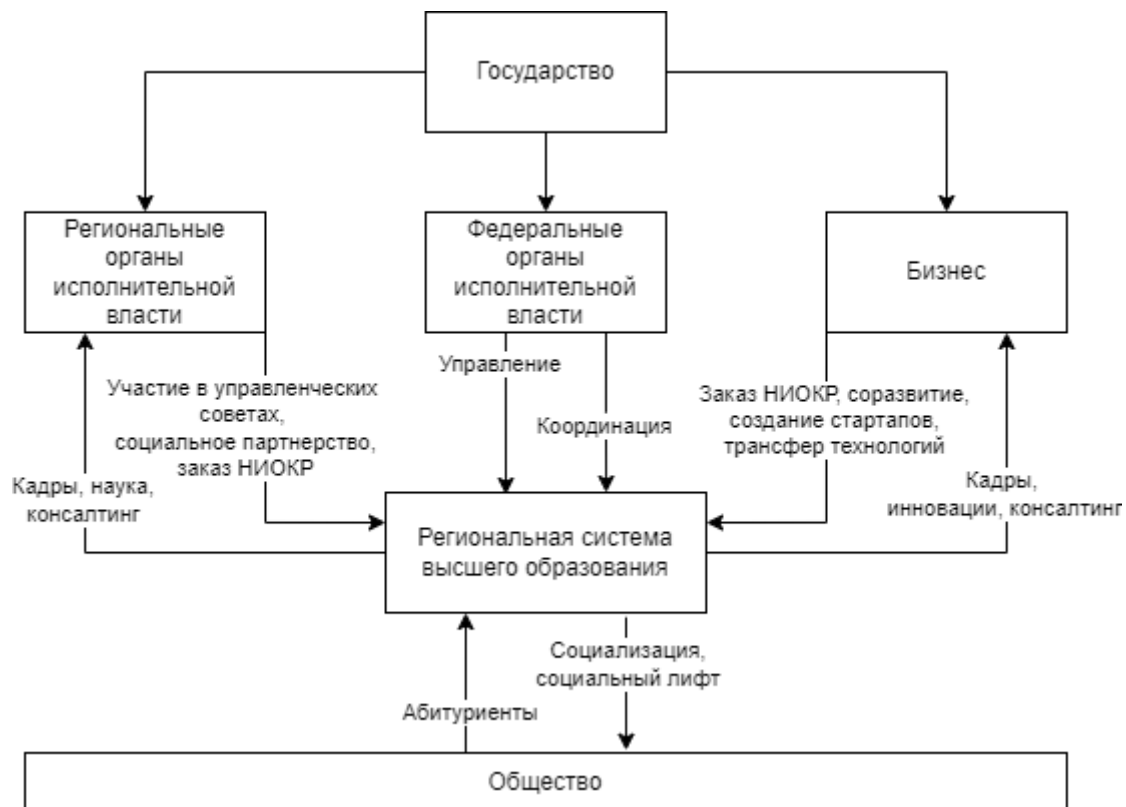 Государство
Региональные
органы
исполнительной
власти
Федеральные
органы
исполнительной
власти
Бизнес
Управление
Участие в управленческих
советах,
социальное партнерство,
заказ НИОКР
Координация
Заказ НИОКР, соразвитие,
создание стартапов,
трансфер технологий
Кадры, наука,
консалтинг
Кадры,
инновации, консалтинг
Региональная система
высшего образования
Социализация,
социальный лифт
Абитуриенты
Общество